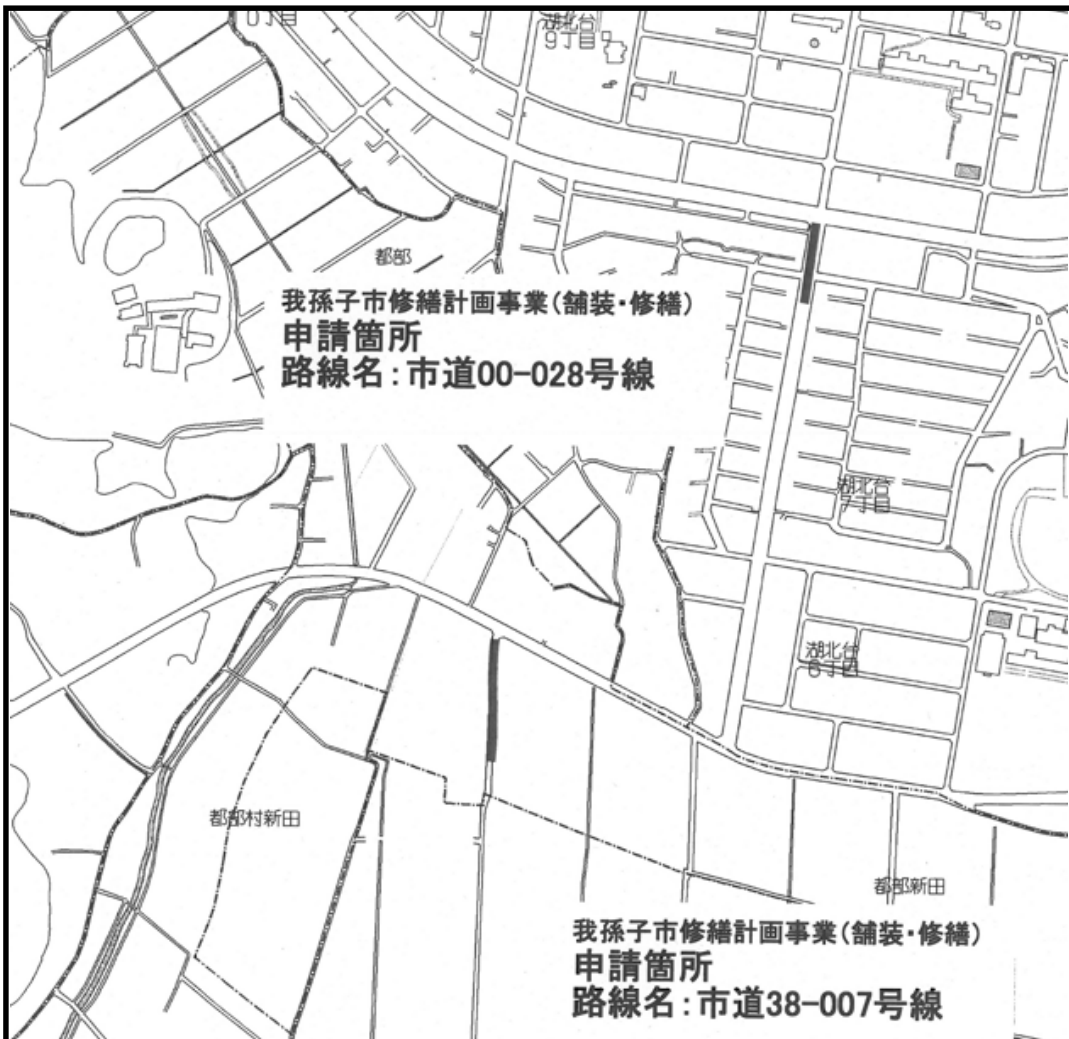 0丁目
湖北台
9丁目
都部
我孫子市修繕計画事業(舗装・修繕)
申請箇所
路線名:市道00-028号線
湖北台
7丁目
湖北台
6丁目
都部村新田
都部新田
我孫子市修繕計画事業(舗装・修繕)
申請箇所
路線名:市道38-007号線